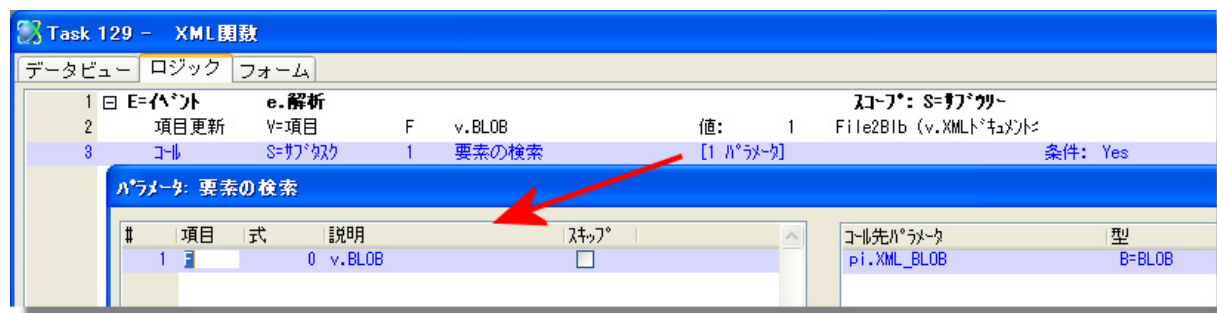 Task 129 - XML関数
データビュー ロジック フォーム
1 E=ｲﾍﾞﾝﾄ e.解析 ｽｺｰﾌﾟ: S=ｻﾌﾞﾂﾘｰ
2 項目更新 V=項目 F v.BLOB 値: 1 File2Blb (v.XMLﾄﾞｷｭﾒﾝﾄ
3 ｺｰﾙ S=ｻﾌﾞﾀｽｸ 1 要素の検索 [1 ﾊﾟﾗﾒｰﾀ] 条件: Yes
ﾊﾟﾗﾒｰﾀ: 要素の検索
# 項目 式 説明 ｽｷｯﾌﾟ ｺｰﾙ先ﾊﾟﾗﾒｰﾀ 型
1 F 0 v.BLOB pi.XML_BLOB B=BLOB